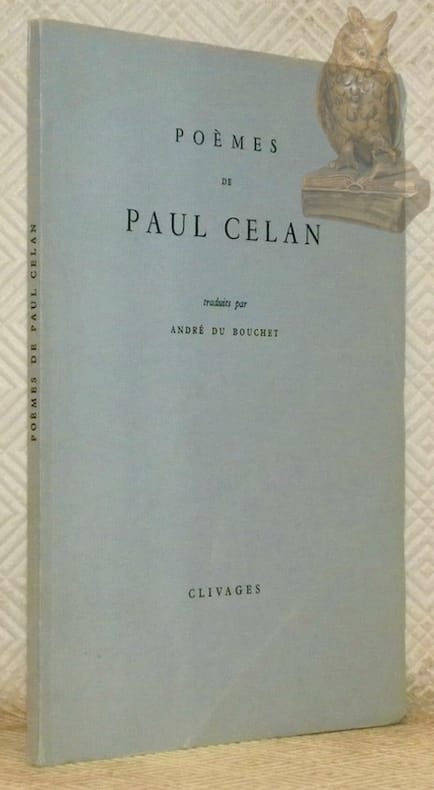 POÈMES
DE
PAUL CELAN
traduits par
ANDRÉ DU BOUCHET
CLIVAGES
POÈMES DE PAUL CELAN